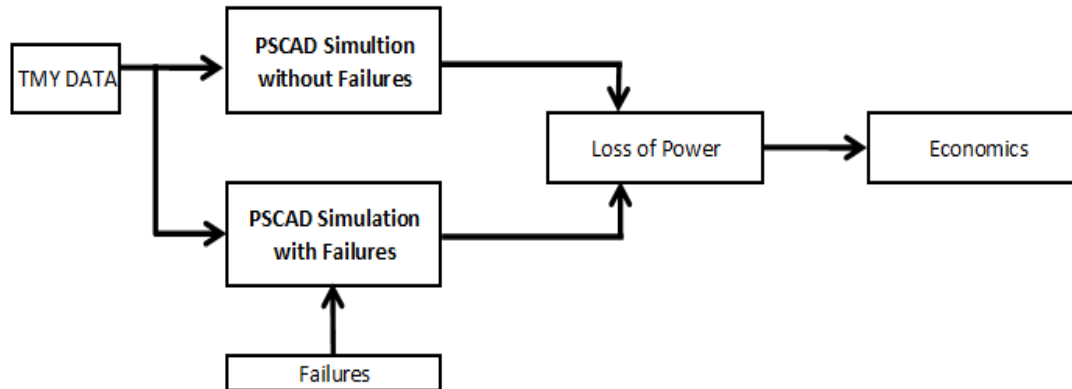 TMY DATA
PSCAD Simultion
without Failures
Loss of Power
Economics
PSCAD Simulation
with Failures
Failures